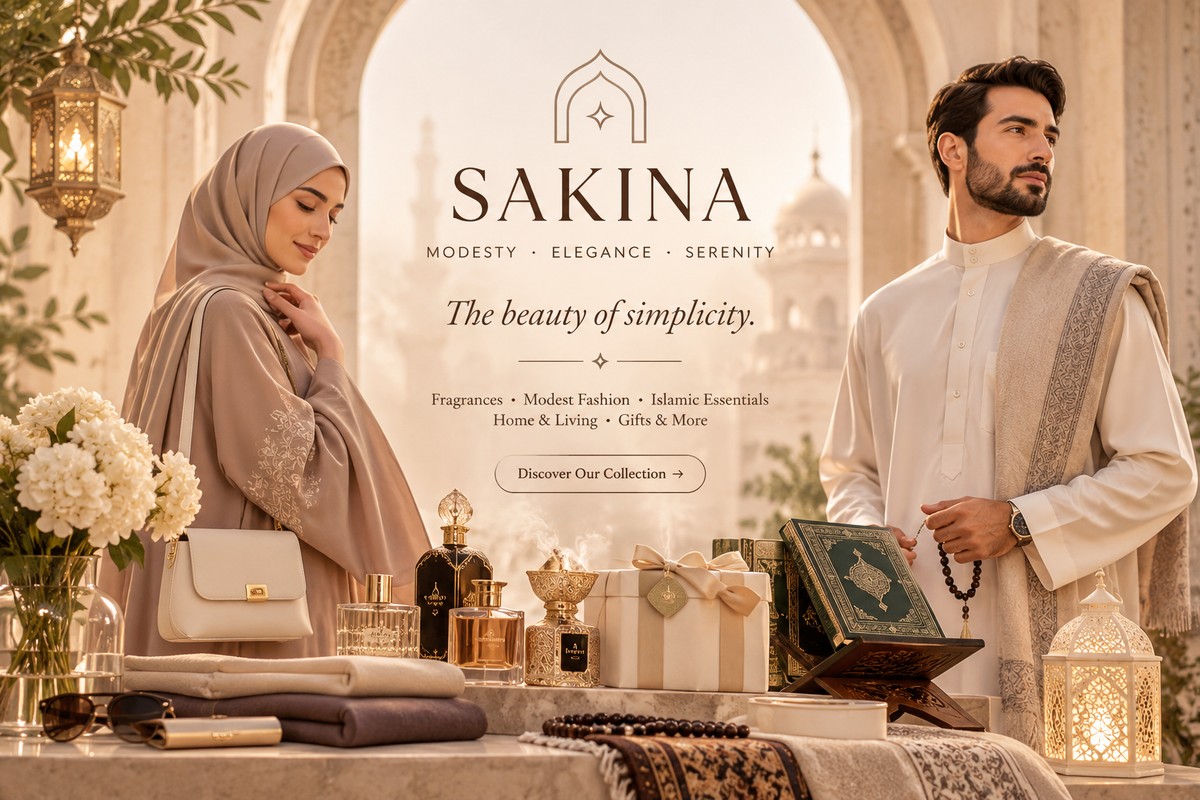 SAKINA
MODESTY · ELEGANCE · SERENITY
The beauty of simplicity.
Fragrances • Modest Fashion • Islamic Essentials
Home & Living • Gifts & More
Discover Our Collection →